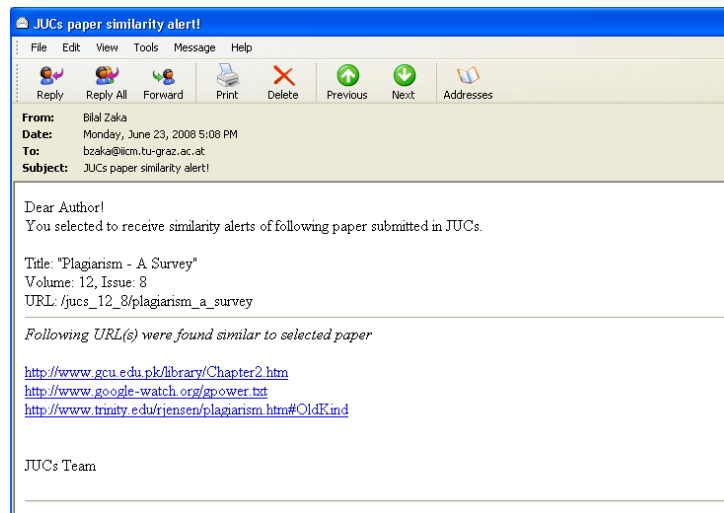 JUCs paper similarity alert!
File Edit View Tools Message Help
Reply Reply All Forward Print Delete Previous Next Addresses
From: Bilal Zaka
Date: Monday, June 23, 2008 5:08 PM
To: bzaka@iicm.tu-graz.ac.at
Subject: JUCs paper similarity alert!
Dear Author!
You selected to receive similarity alerts of following paper submitted in JUCs.
Title: "Plagiarism - A Survey"
Volume: 12, Issue: 8
URL: /jucs_12_8/plagiarism_a_survey
Following URL(s) were found similar to selected paper
http://www.gcu.edu.pk/library/Chapter2.htm
http://www.google-watch.org/gpower.txt
http://www.trinity.edu/rjensen/plagiarism.htm#OldKind
JUCs Team